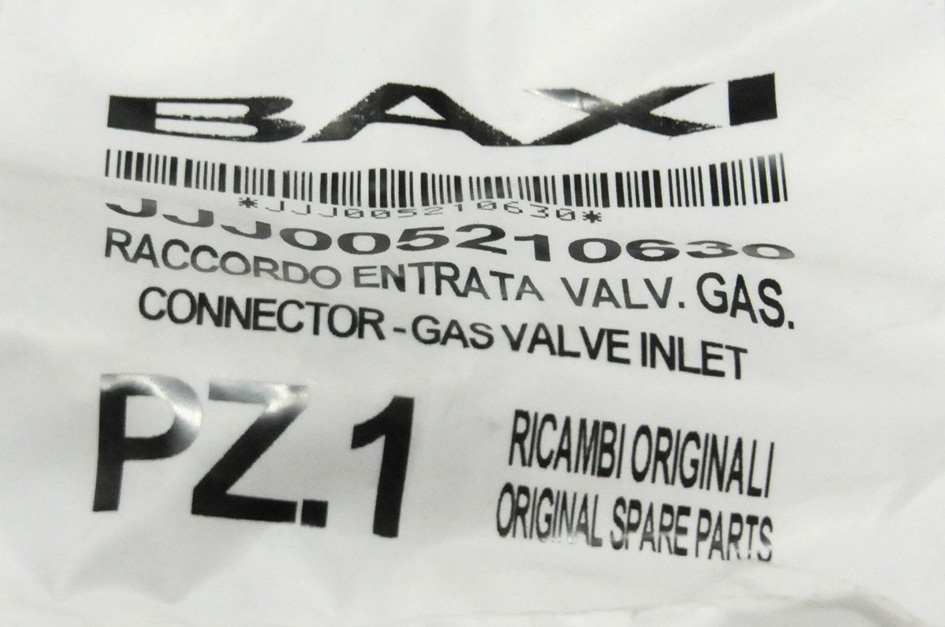 BAXI
*JJJ005210630*
JJJ005210630
RACCORDO ENTRATA VALV. GAS.
CONNECTOR - GAS VALVE INLET
PZ.1
RICAMBI ORIGINALI
ORIGINAL SPARE PARTS